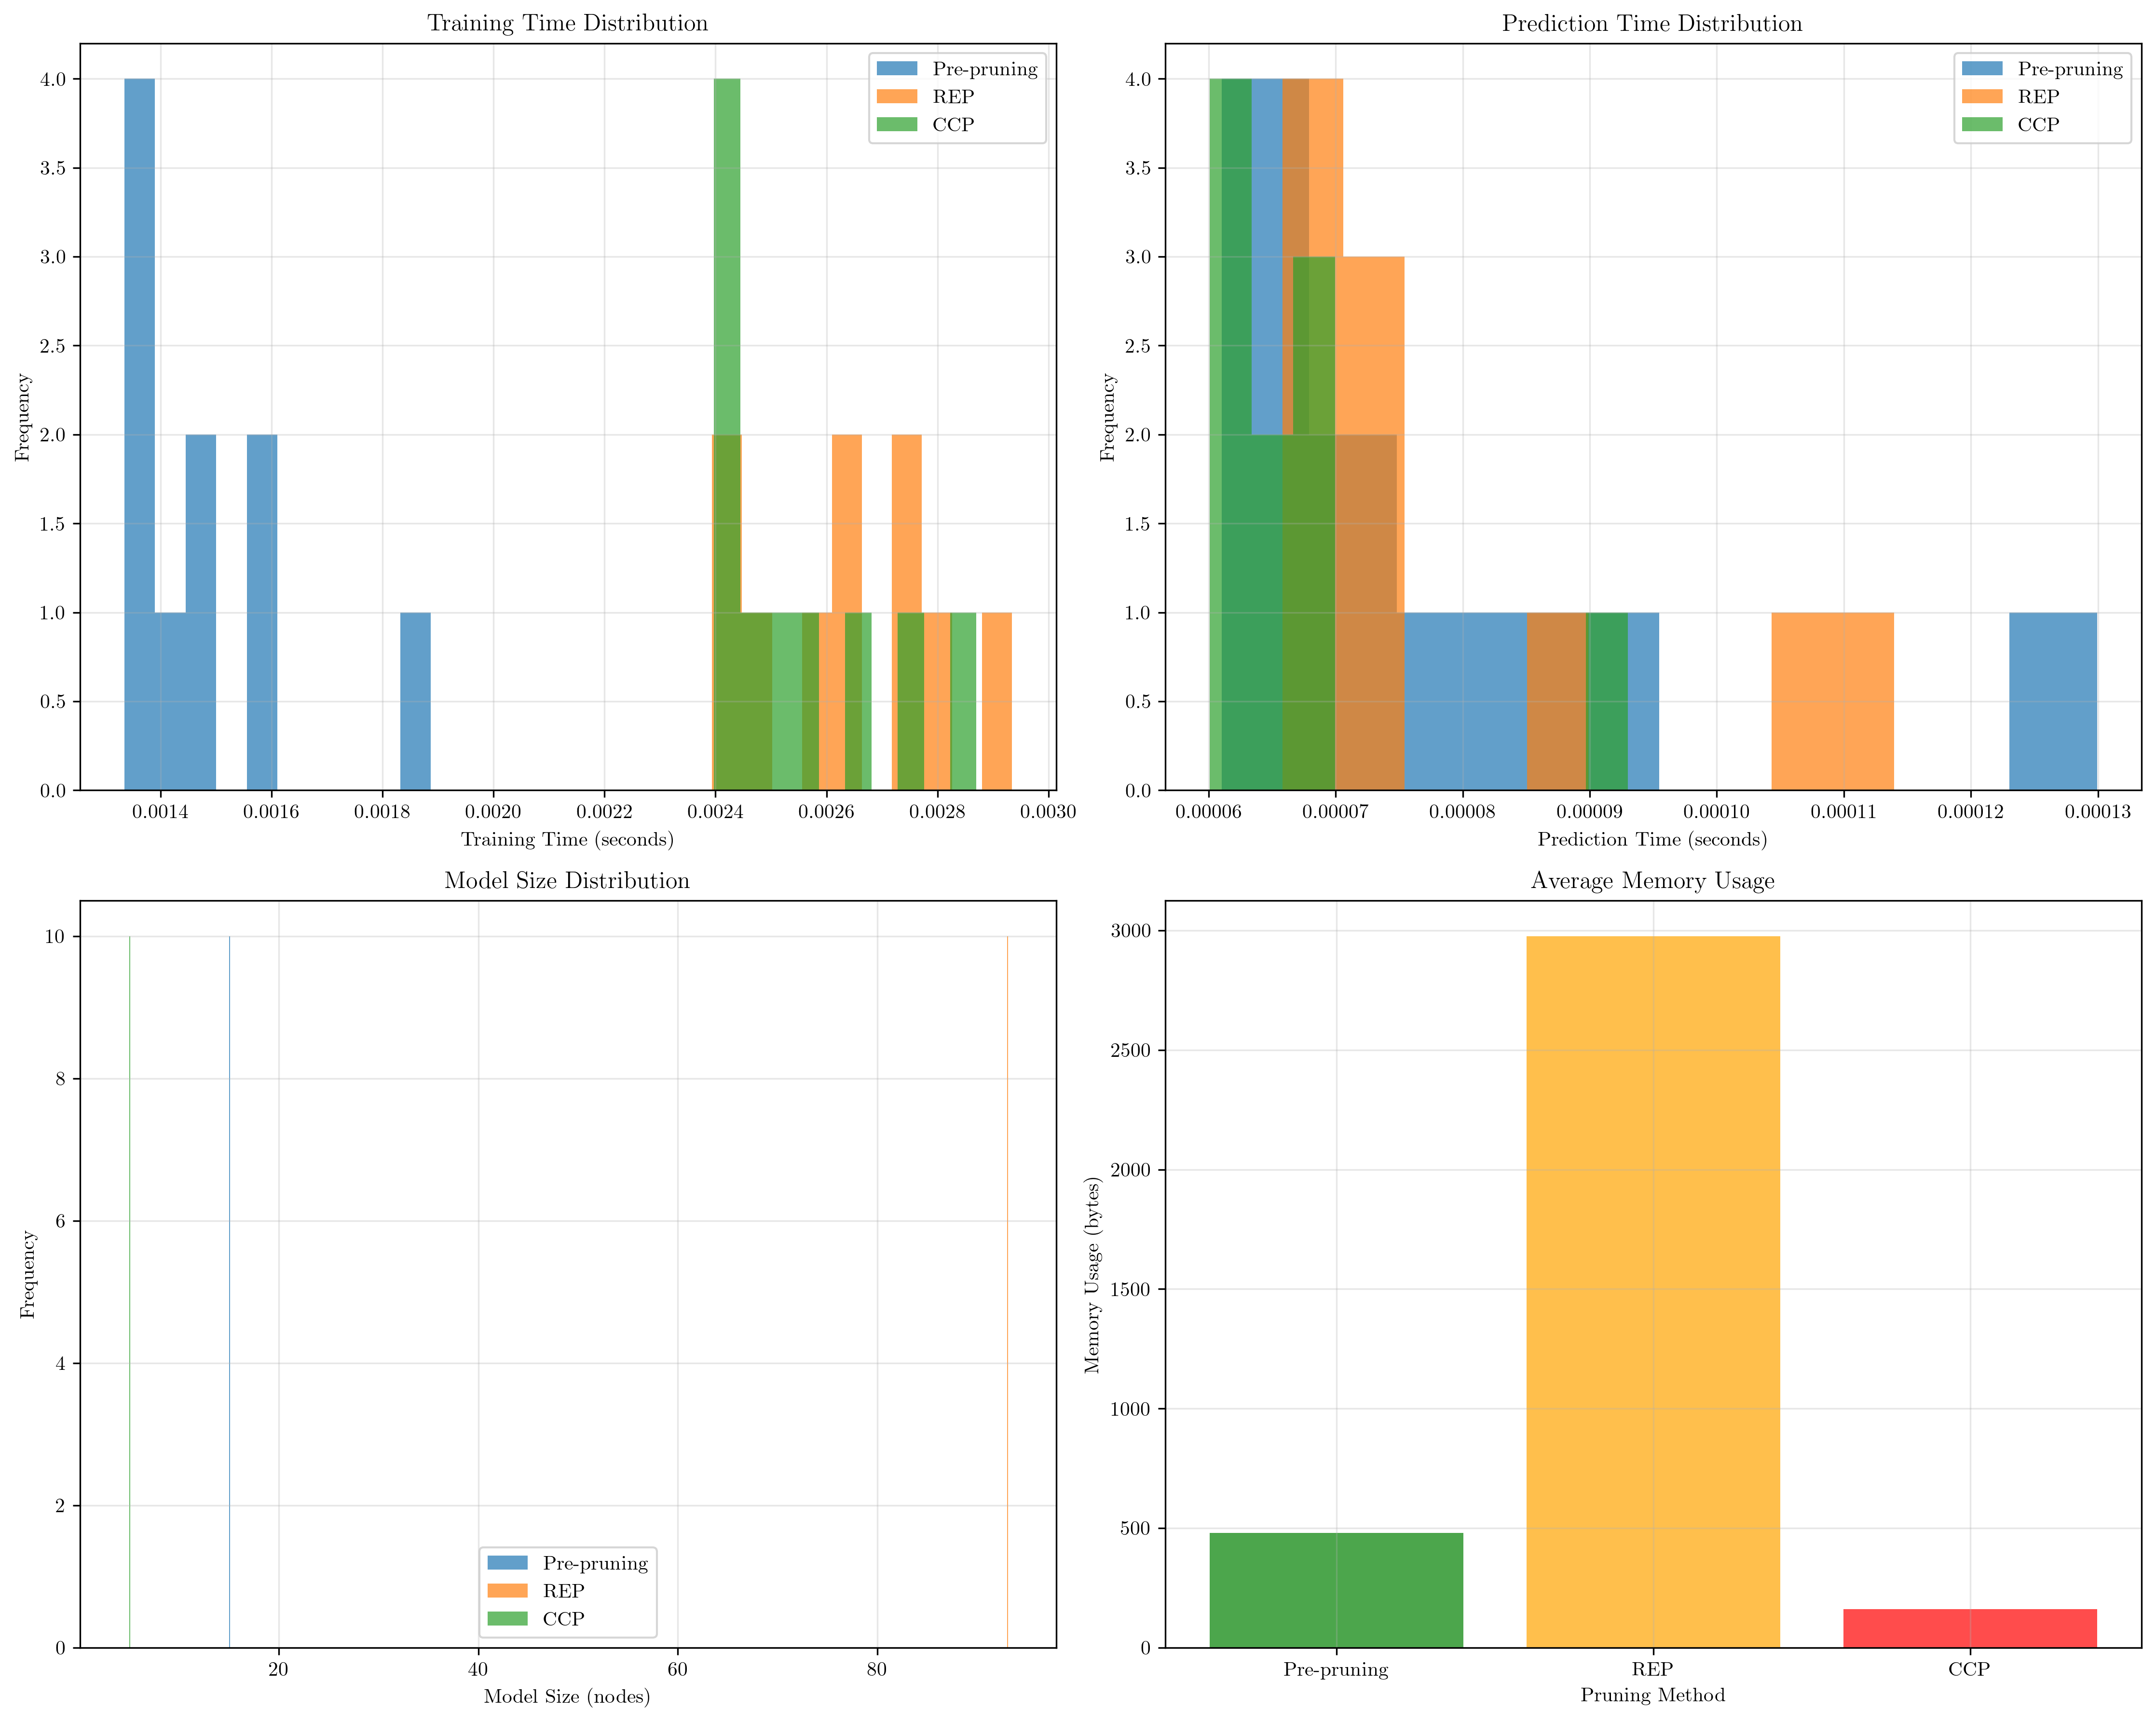 Training Time Distribution
Frequency
4.0
3.5
3.0
2.5
2.0
1.5
1.0
0.5
0.0
Pre-pruning
REP
CCP
0.0014 0.0016 0.0018 0.0020 0.0022 0.0024 0.0026 0.0028 0.0030
Training Time (seconds)
Prediction Time Distribution
Frequency
4.0
3.5
3.0
2.5
2.0
1.5
1.0
0.5
0.0
Pre-pruning
REP
CCP
0.00006 0.00007 0.00008 0.00009 0.00010 0.00011 0.00012 0.00013
Prediction Time (seconds)
Model Size Distribution
Frequency
10
8
6
4
2
0
Pre-pruning
REP
CCP
20 40 60 80
Model Size (nodes)
Average Memory Usage
Memory Usage (bytes)
3000
2500
2000
1500
1000
500
0
Pre-pruning REP CCP
Pruning Method